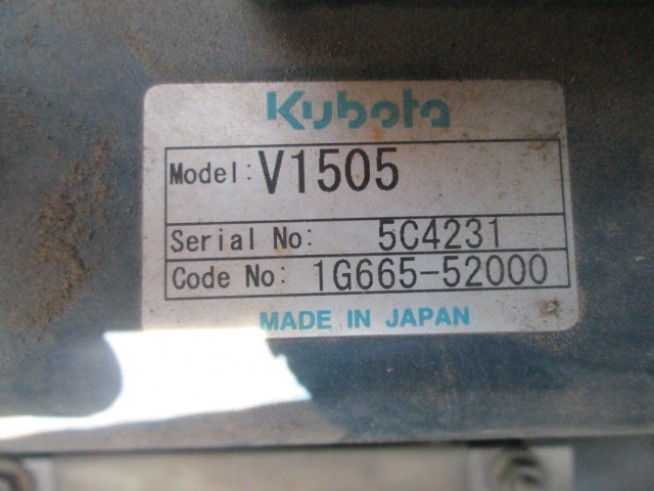 Kubota
Model: V1505
Serial No: 5C4231
Code No: 1G665-52000
MADE IN JAPAN